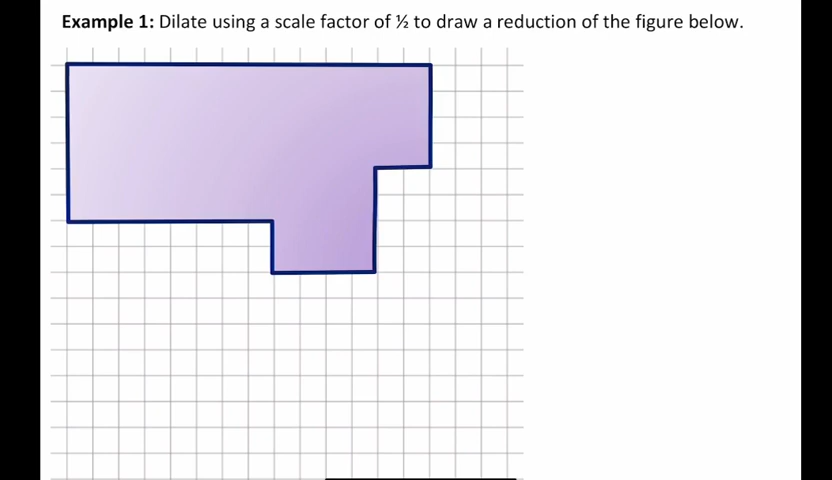 Example 1: Dilate using a scale factor of ½ to draw a reduction of the figure below.